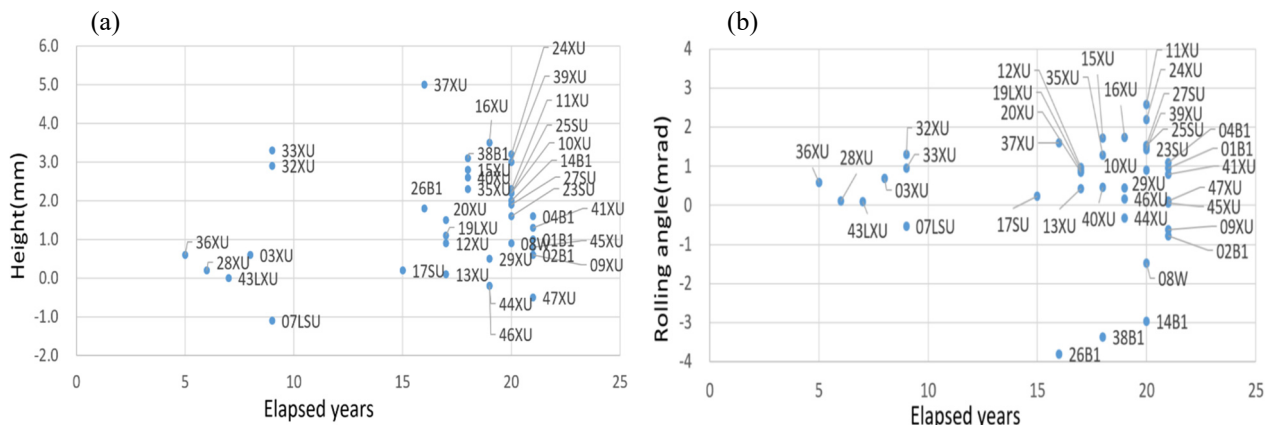 (a)
6.0
5.0
4.0
3.0
2.0
1.0
0.0
-1.0
-2.0
Height(mm)
0 5 10 15 20 25
Elapsed years
24XU
39XU
37XU
16XU
11XU
25SU
33XU
38B1
10XU
32XU
15XU
14B1
40XU
35XU
27SU
26B1
23SU
20XU
04B1
41XU
19LXU
36XU
12XU
08W
01B1
45XU
28XU
03XU
02B1
43LXU
17SU
13XU
29XU
09XU
44XU
47XU
07LSU
46XU
(b)
4
3
2
1
0
-1
-2
-3
-4
Rolling angle(mrad)
0 5 10 15 20 25
Elapsed years
11XU
15XU
12XU
24XU
35XU
19LXU
16XU
27SU
20XU
39XU
32XU
04B1
25SU
37XU
23SU
01B1
36XU
28XU
33XU
10XU
41XU
03XU
29XU
47XU
46XU
45XU
43LXU
07LSU
17SU
13XU
40XU
44XU
09XU
02B1
08W
14B1
38B1
26B1